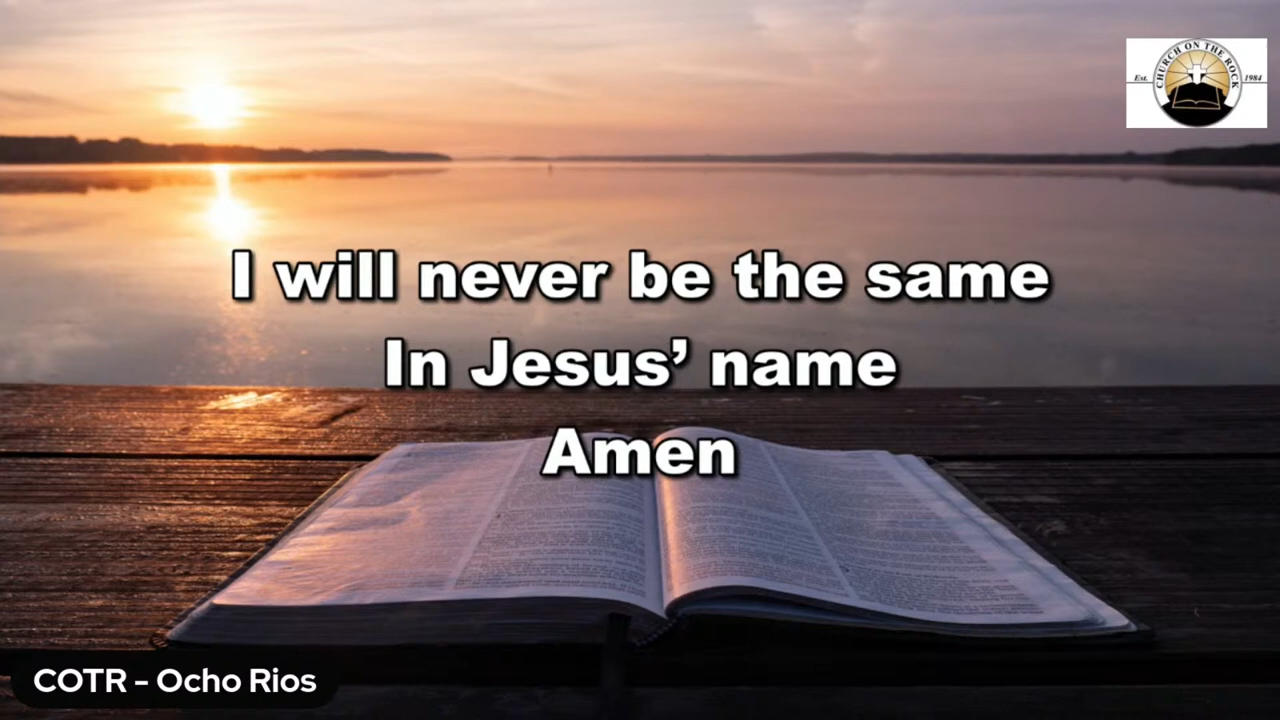 CHURCH ON THE ROCK
Est. 1984
I will never be the same
In Jesus’ name
Amen
COTR - Ocho Rios